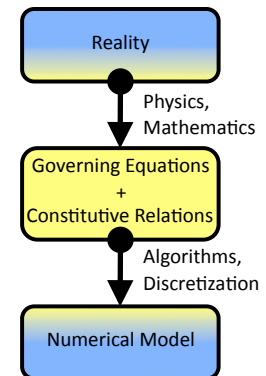 Reality
Physics,
Mathematics
Governing Equations
+
Constitutive Relations
Algorithms,
Discretization
Numerical Model